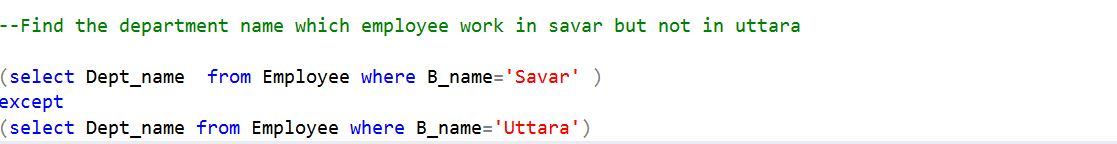 --Find the department name which employee work in savar but not in uttara
(select Dept_name  from Employee where B_name='Savar' )
except
(select Dept_name from Employee where B_name='Uttara')